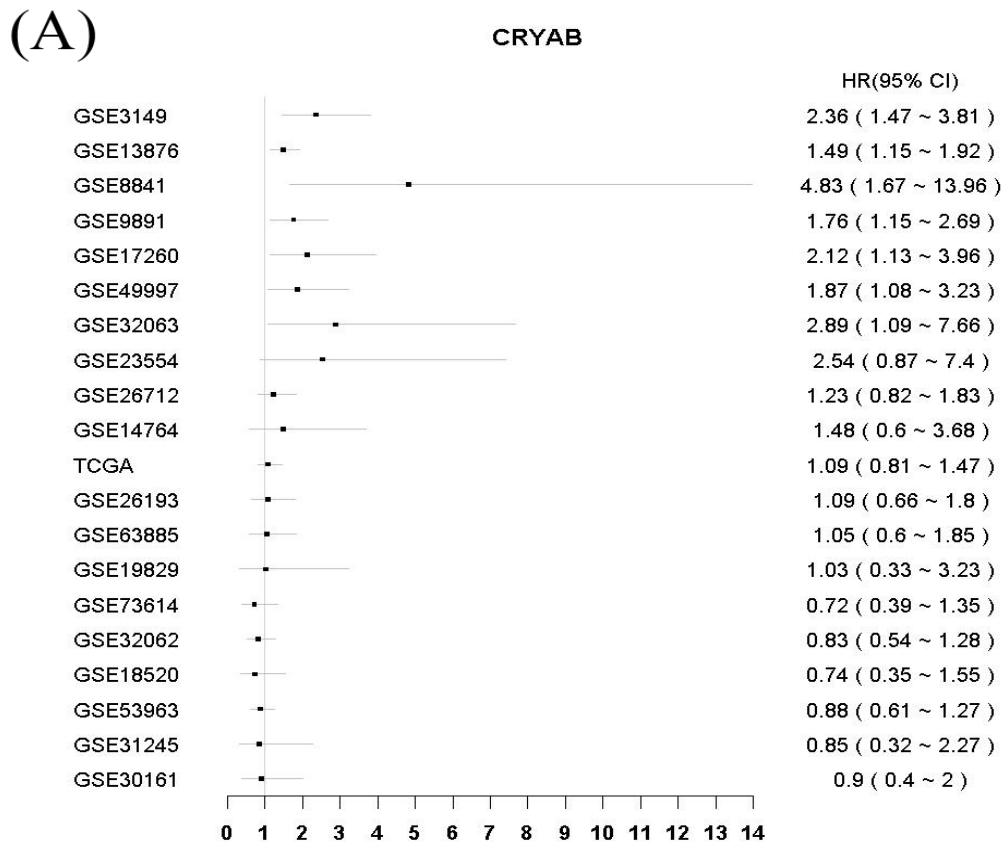 (A)
CRYAB
HR(95% CI)
GSE3149 2.36 ( 1.47 ~ 3.81 )
GSE13876 1.49 ( 1.15 ~ 1.92 )
GSE8841 4.83 ( 1.67 ~ 13.96 )
GSE9891 1.76 ( 1.15 ~ 2.69 )
GSE17260 2.12 ( 1.13 ~ 3.96 )
GSE49997 1.87 ( 1.08 ~ 3.23 )
GSE32063 2.89 ( 1.09 ~ 7.66 )
GSE23554 2.54 ( 0.87 ~ 7.4 )
GSE26712 1.23 ( 0.82 ~ 1.83 )
GSE14764 1.48 ( 0.6 ~ 3.68 )
TCGA 1.09 ( 0.81 ~ 1.47 )
GSE26193 1.09 ( 0.66 ~ 1.8 )
GSE63885 1.05 ( 0.6 ~ 1.85 )
GSE19829 1.03 ( 0.33 ~ 3.23 )
GSE73614 0.72 ( 0.39 ~ 1.35 )
GSE32062 0.83 ( 0.54 ~ 1.28 )
GSE18520 0.74 ( 0.35 ~ 1.55 )
GSE53963 0.88 ( 0.61 ~ 1.27 )
GSE31245 0.85 ( 0.32 ~ 2.27 )
GSE30161 0.9 ( 0.4 ~ 2 )
0 1 2 3 4 5 6 7 8 9 10 11 12 13 14